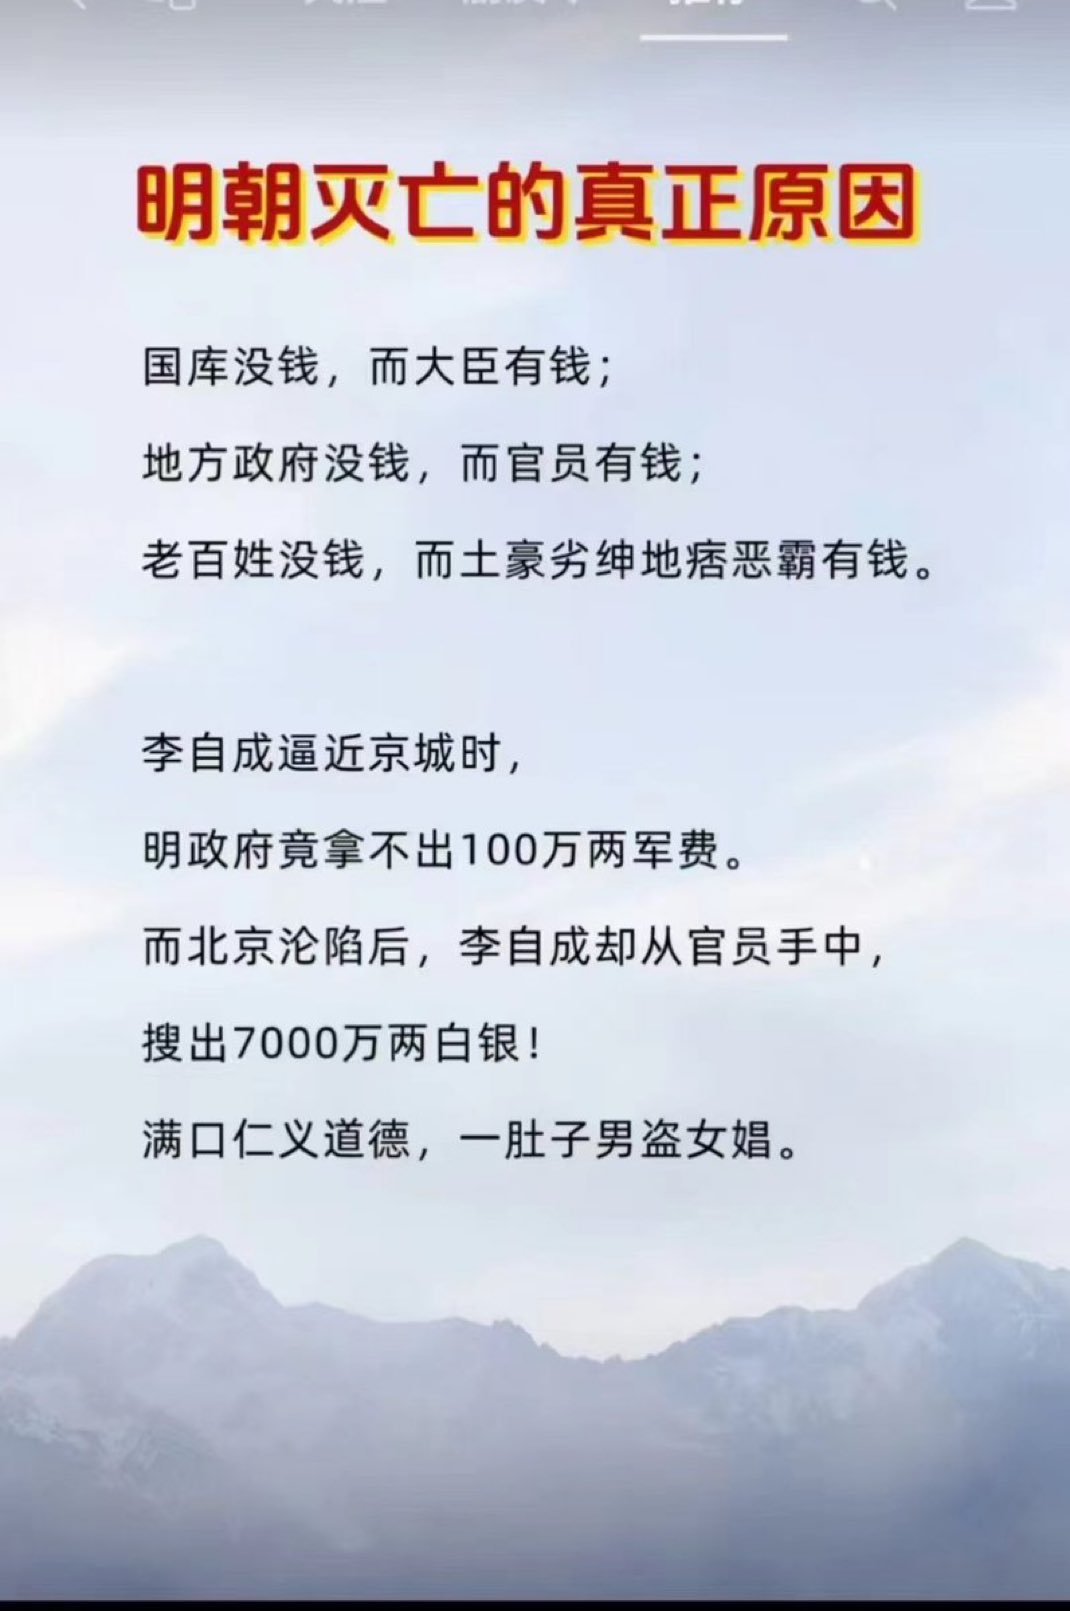 明朝灭亡的真正原因
国库没钱，而大臣有钱；
地方政府没钱，而官员有钱；
老百姓没钱，而土豪劣绅地痞恶霸有钱。
李自成逼近京城时，
明政府竟拿不出100万两军费。
而北京沦陷后，李自成却从官员手中，
搜出7000万两白银！
满口仁义道德，一肚子男盗女娼。